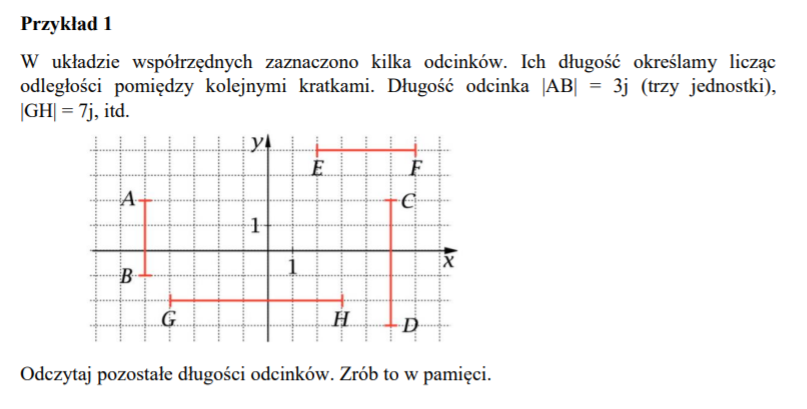 Przykład 1
W układzie współrzędnych zaznaczono kilka odcinków. Ich długość określamy licząc
odległości pomiędzy kolejnymi kratkami. Długość odcinka |AB| = 3j (trzy jednostki),
|GH| = 7j, itd.
y
E F
A C
1
x
1
B
G H D
Odczytaj pozostałe długości odcinków. Zrób to w pamięci.